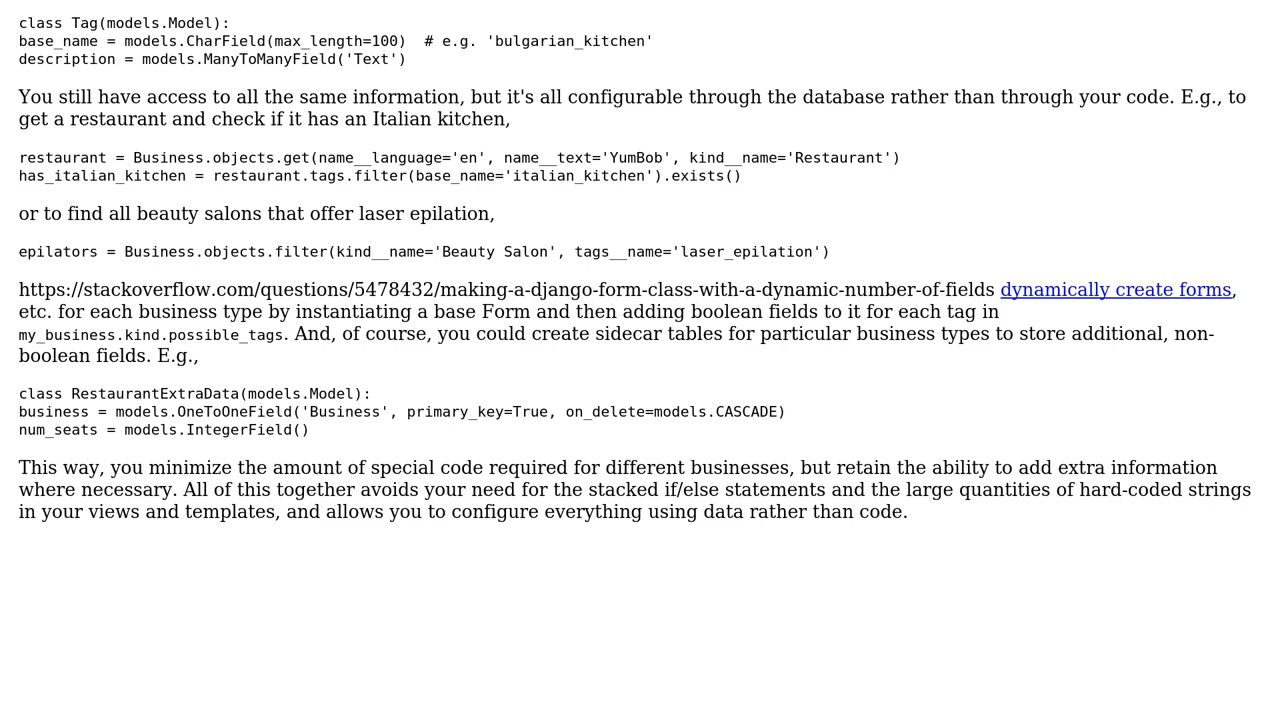 class Tag(models.Model):
base_name = models.CharField(max_length=100)  # e.g. 'bulgarian_kitchen'
description = models.ManyToManyField('Text')
You still have access to all the same information, but it's all configurable through the database rather than through your code. E.g., to
get a restaurant and check if it has an Italian kitchen,
restaurant = Business.objects.get(name__language='en', name__text='YumBob', kind__name='Restaurant')
has_italian_kitchen = restaurant.tags.filter(base_name='italian_kitchen').exists()
or to find all beauty salons that offer laser epilation,
epilators = Business.objects.filter(kind__name='Beauty Salon', tags__name='laser_epilation')
https://stackoverflow.com/questions/5478432/making-a-django-form-class-with-a-dynamic-number-of-fields dynamically create forms,
etc. for each business type by instantiating a base Form and then adding boolean fields to it for each tag in
my_business.kind.possible_tags. And, of course, you could create sidecar tables for particular business types to store additional, non-
boolean fields. E.g.,
class RestaurantExtraData(models.Model):
business = models.OneToOneField('Business', primary_key=True, on_delete=models.CASCADE)
num_seats = models.IntegerField()
This way, you minimize the amount of special code required for different businesses, but retain the ability to add extra information
where necessary. All of this together avoids your need for the stacked if/else statements and the large quantities of hard-coded strings
in your views and templates, and allows you to configure everything using data rather than code.